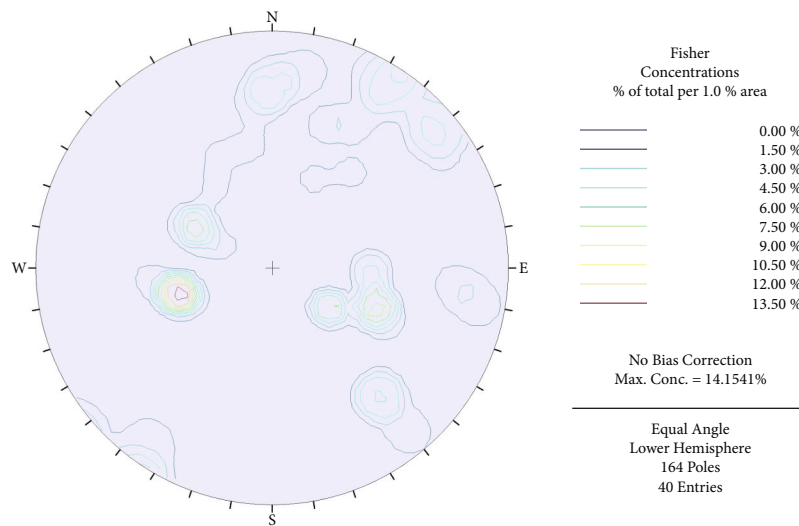 N
W
E
S
Fisher
Concentrations
% of total per 1.0 % area
0.00 %
1.50 %
3.00 %
4.50 %
6.00 %
7.50 %
9.00 %
10.50 %
12.00 %
13.50 %
No Bias Correction
Max. Conc. = 14.1541%
Equal Angle
Lower Hemisphere
164 Poles
40 Entries